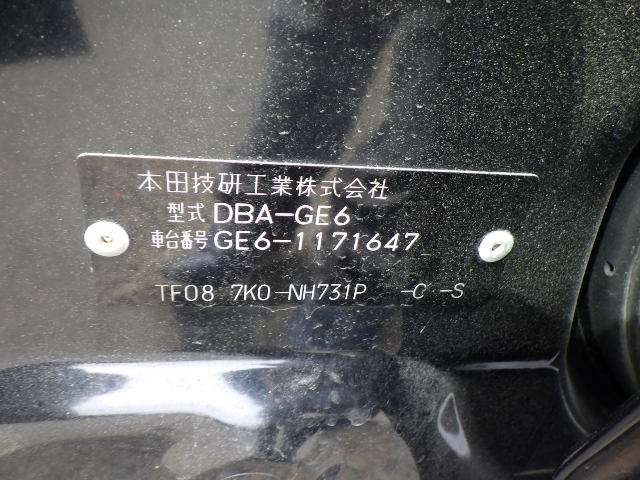 本田技研工業株式会社
型式 DBA-GE6
車台番号 GE6-1171647
TF08 7K0-NH731P -C -S